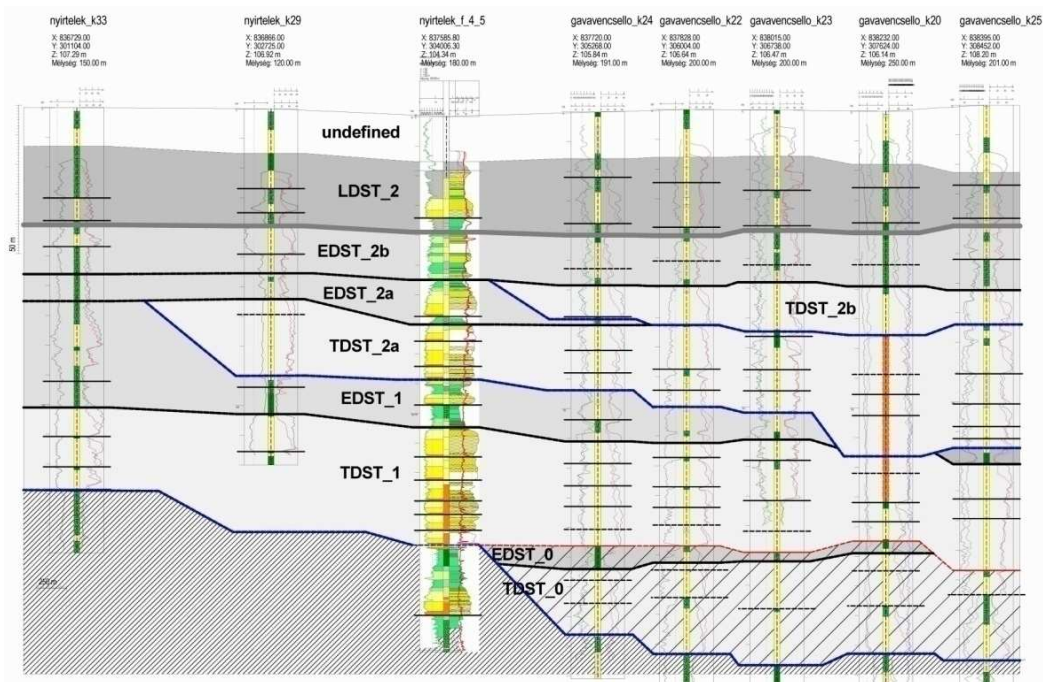 nyirtelek_k33
X: 836729.00
Y: 301104.00
Z: 107.29 m
Mélység: 150.00 m
nyirtelek_k29
X: 836866.00
Y: 302725.00
Z: 106.92 m
Mélység: 120.00 m
nyirtelek_f_4_5
X: 837585.80
Y: 304006.30
Z: 104.34 m
Mélység: 180.00 m
gavavencsello_k24
X: 837720.00
Y: 305268.00
Z: 105.84 m
Mélység: 191.00 m
gavavencsello_k22
X: 837828.00
Y: 306004.00
Z: 106.64 m
Mélység: 200.00 m
gavavencsello_k23
X: 838015.00
Y: 306738.00
Z: 106.47 m
Mélység: 200.00 m
gavavencsello_k20
X: 838232.00
Y: 307624.00
Z: 106.14 m
Mélység: 250.00 m
gavavencsello_k25
X: 838395.00
Y: 308452.00
Z: 108.20 m
Mélység: 201.00 m
undefined
LDST_2
50 m
EDST_2b
EDST_2a
TDST_2b
TDST_2a
EDST_1
TDST_1
EDST_0
TDST_0
250 m